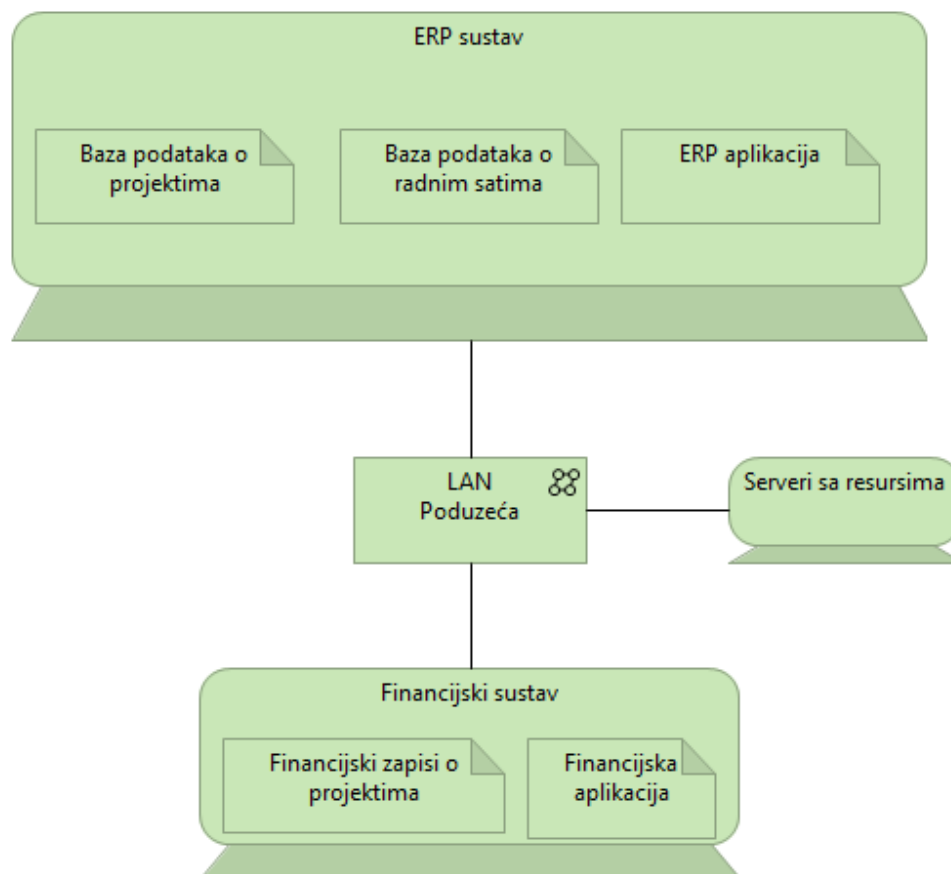 ERP sustav
Baza podataka o
projektima
Baza podataka o
radnim satima
ERP aplikacija
LAN
Poduzeća
Serveri sa resursima
Financijski sustav
Financijski zapisi o
projektima
Financijska
aplikacija